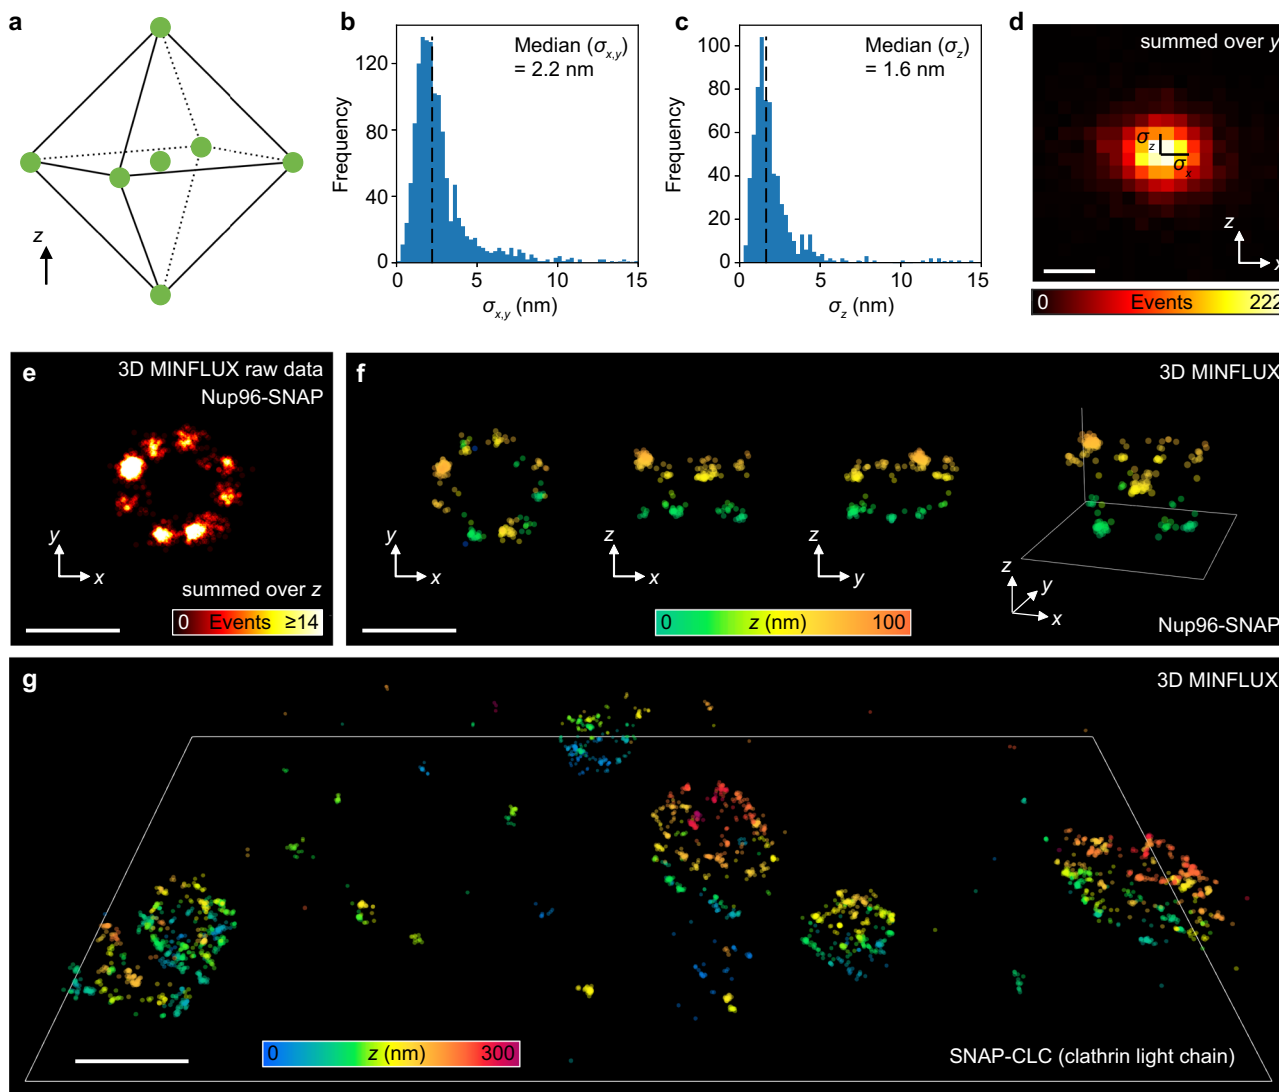 a
z
b
Frequency
120
80
40
0
0
5
10
15
σx,y (nm)
Median (σx,y)
= 2.2 nm
c
Frequency
100
80
60
40
20
0
0
5
10
15
σz (nm)
Median (σz)
= 1.6 nm
d
summed over y
σz
σx
z
x
0 Events 222
e
3D MINFLUX raw data
Nup96-SNAP
y
x
summed over z
0 Events ≥14
f
3D MINFLUX
y
x
z
x
z
y
z
y
x
0 z (nm) 100
Nup96-SNAP
g
3D MINFLUX
0 z (nm) 300
SNAP-CLC (clathrin light chain)